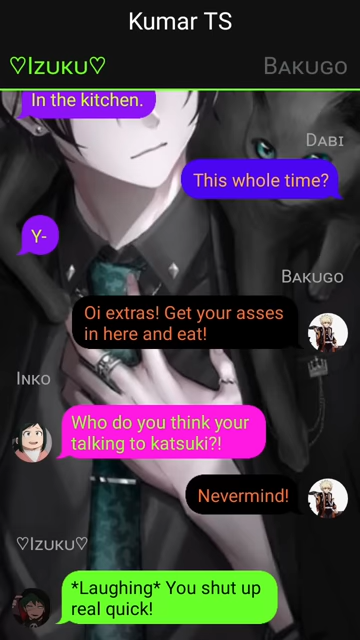 Kumar TS
♡Izuku♡
Bakugo
In the kitchen.
Dabi
This whole time?
Y-
Bakugo
Oi extras! Get your asses
in here and eat!
Inko
Who do you think your
talking to katsuki?!
Nevermind!
♡Izuku♡
*Laughing* You shut up
real quick!